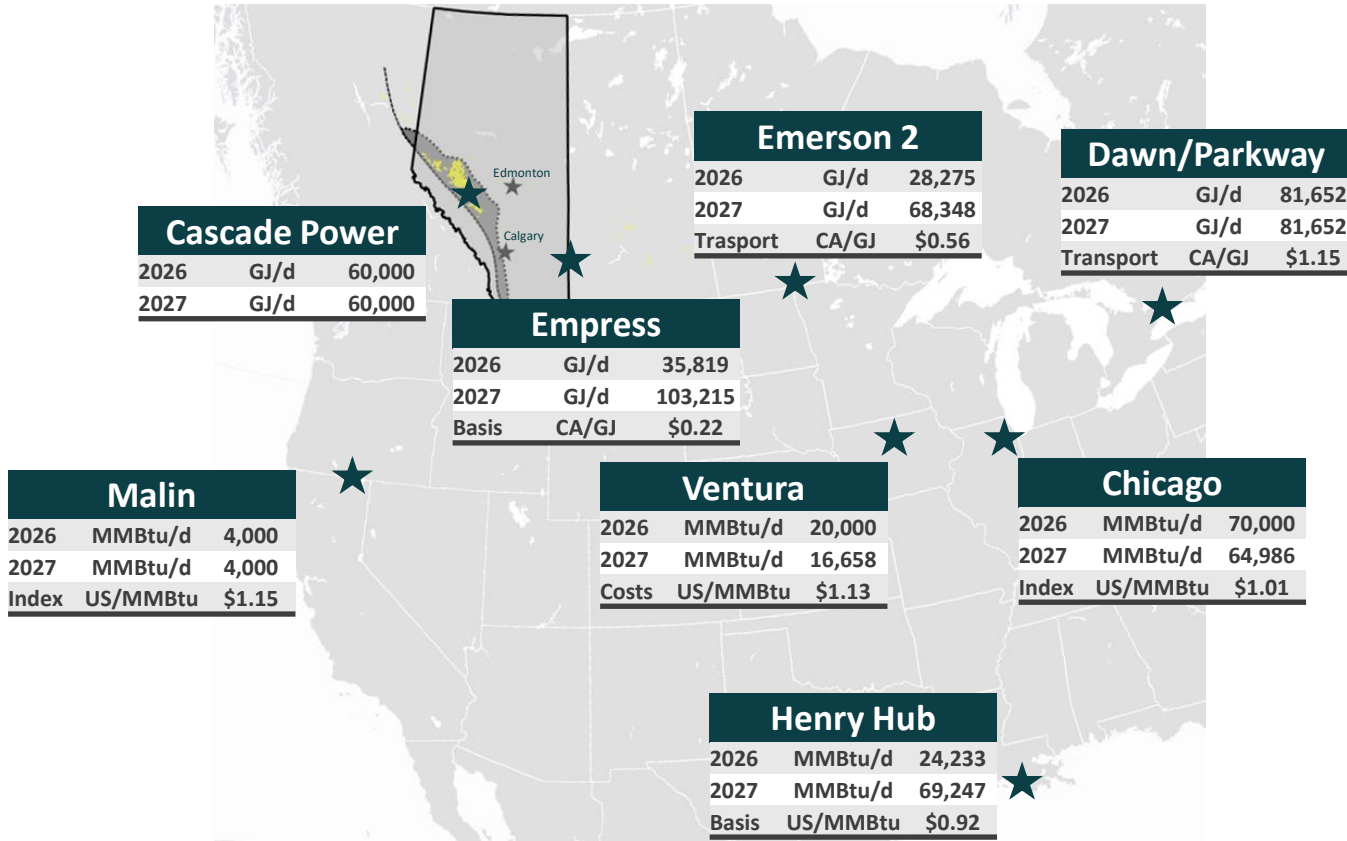 Edmonton
Calgary
Emerson 2
2026 GJ/d 28,275
2027 GJ/d 68,348
Trasport CA/GJ $0.56
Dawn/Parkway
2026 GJ/d 81,652
2027 GJ/d 81,652
Transport CA/GJ $1.15
Cascade Power
2026 GJ/d 60,000
2027 GJ/d 60,000
Empress
2026 GJ/d 35,819
2027 GJ/d 103,215
Basis CA/GJ $0.22
Malin
2026 MMBtu/d 4,000
2027 MMBtu/d 4,000
Index US/MMBtu $1.15
Ventura
2026 MMBtu/d 20,000
2027 MMBtu/d 16,658
Costs US/MMBtu $1.13
Chicago
2026 MMBtu/d 70,000
2027 MMBtu/d 64,986
Index US/MMBtu $1.01
Henry Hub
2026 MMBtu/d 24,233
2027 MMBtu/d 69,247
Basis US/MMBtu $0.92